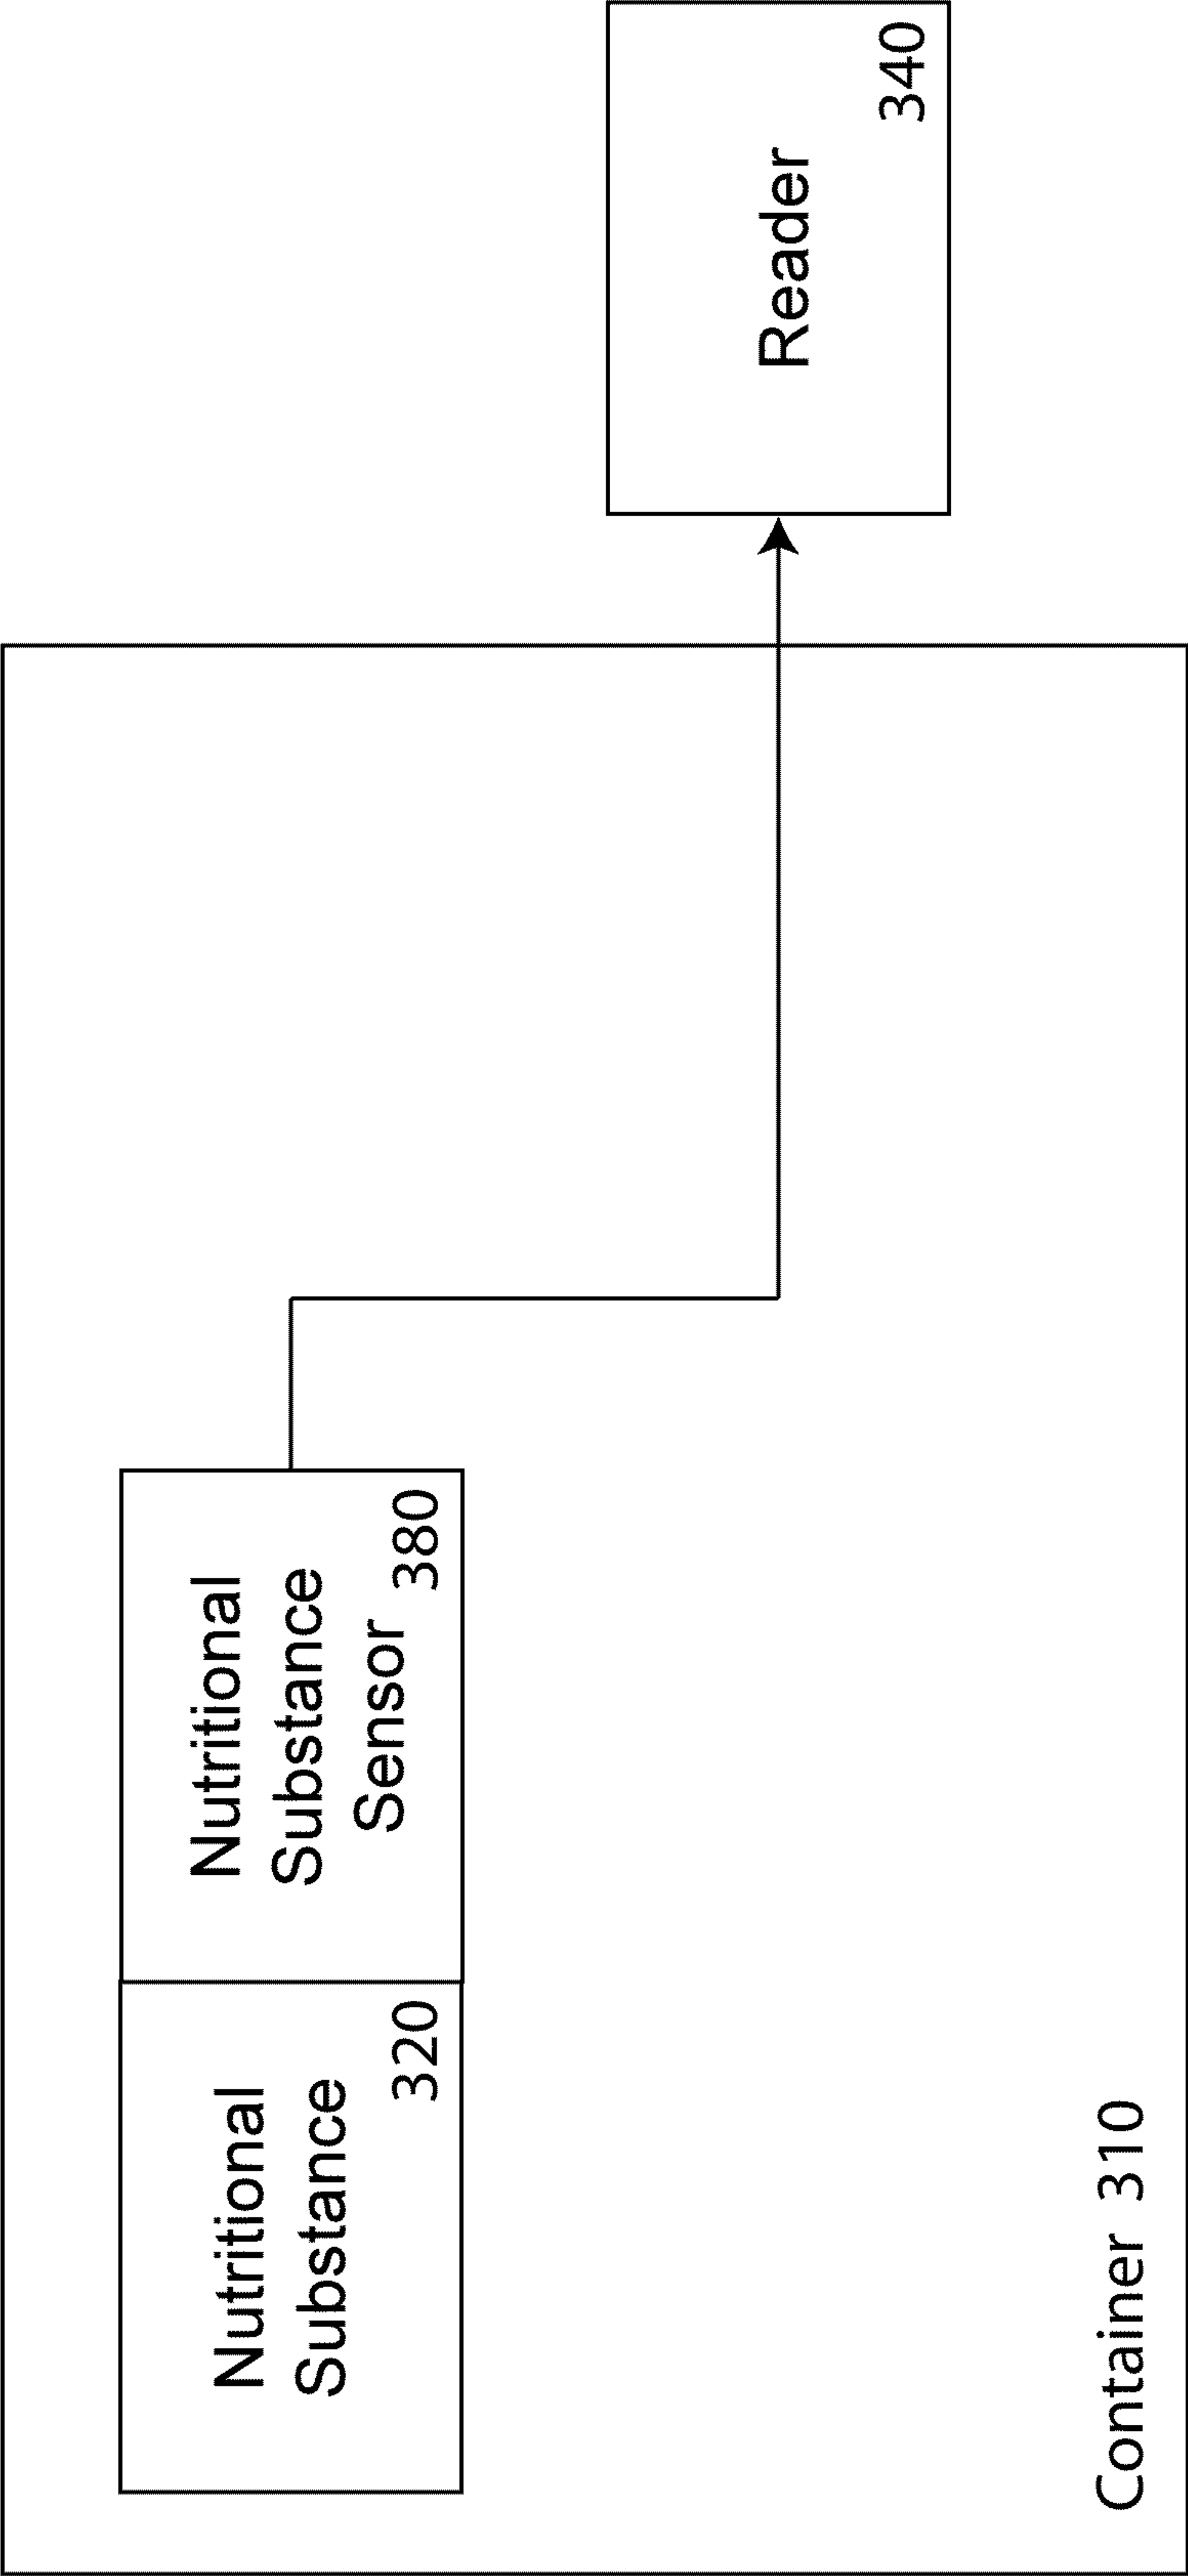 Nutritional
Substance
320
Nutritional
Substance
Sensor
380
Reader
340
Container 310